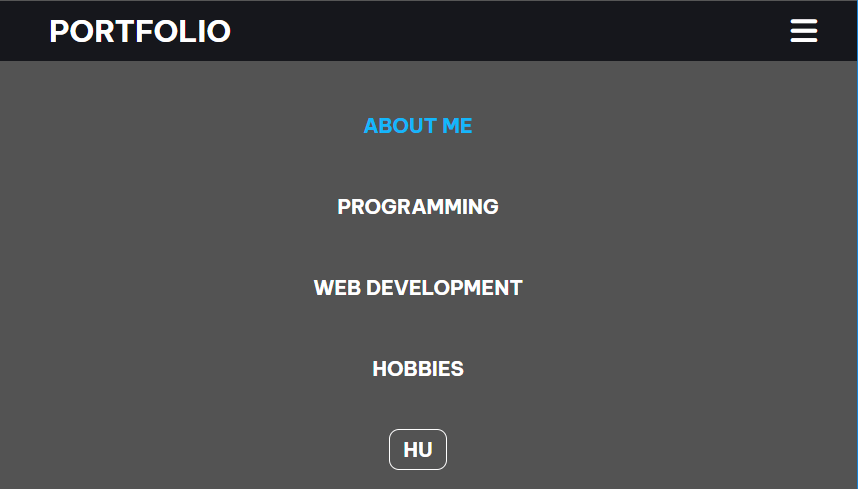 PORTFOLIO
ABOUT ME
PROGRAMMING
WEB DEVELOPMENT
HOBBIES
HU